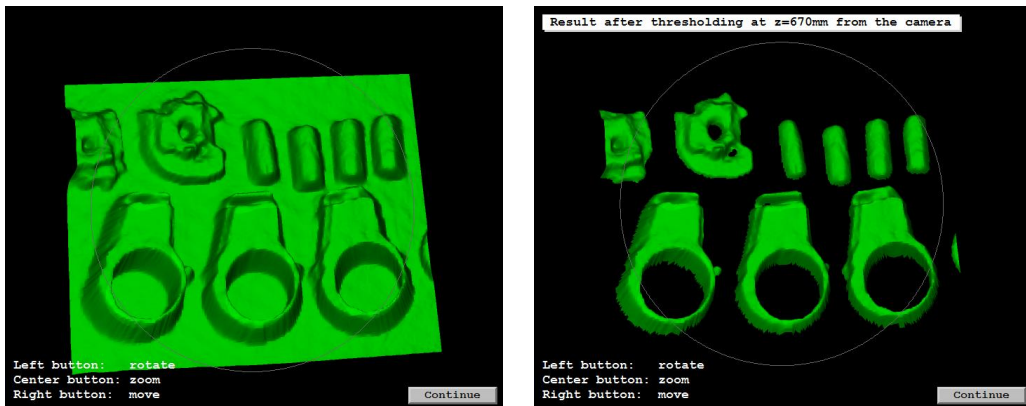 Left button: rotate
Center button: zoom
Right button: move
Continue
Result after thresholding at z=670mm from the camera
Left button: rotate
Center button: zoom
Right button: move
Continue